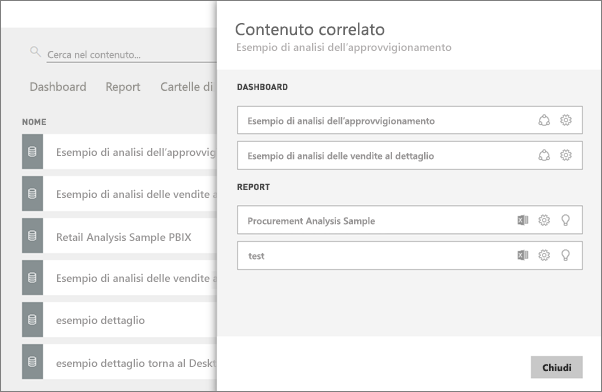 Cerca nel contenuto...
Dashboard Report Cartelle di
NOME
Esempio di analisi dell'approvvig
Esempio di analisi delle vendite a
Retail Analysis Sample PBIX
Esempio di analisi delle vendite a
esempio dettaglio
esempio dettaglio torna al Deskt
Contenuto correlato
Esempio di analisi dell'approvvigionamento
DASHBOARD
Esempio di analisi dell'approvvigionamento
Esempio di analisi delle vendite al dettaglio
REPORT
Procurement Analysis Sample
test
Chiudi